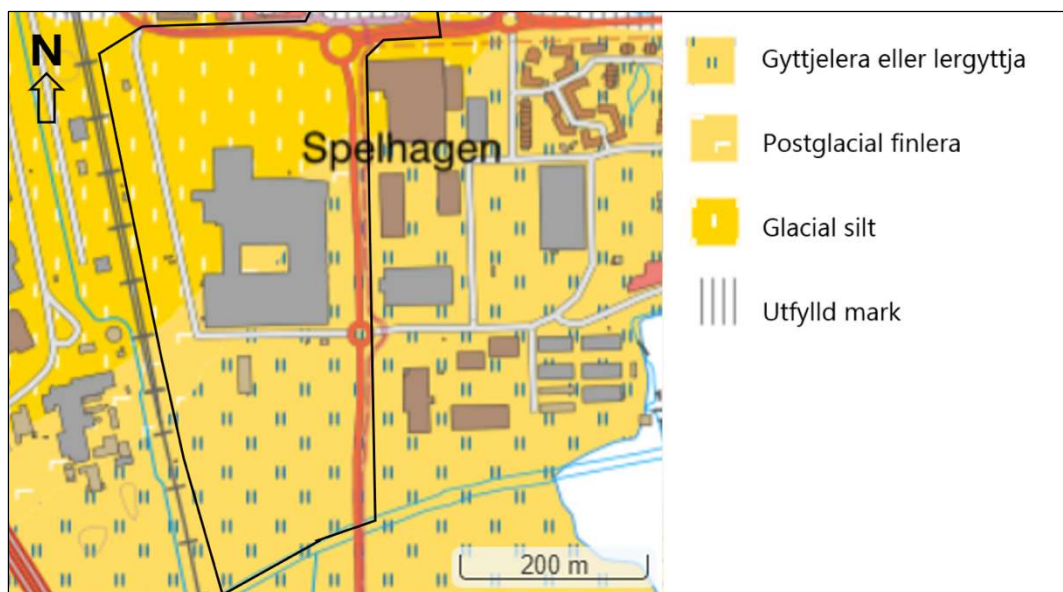 N
Spelhagen
200 m
Gyttjelera eller lergyttja
Postglacial finlera
Glacial silt
Utfylld mark